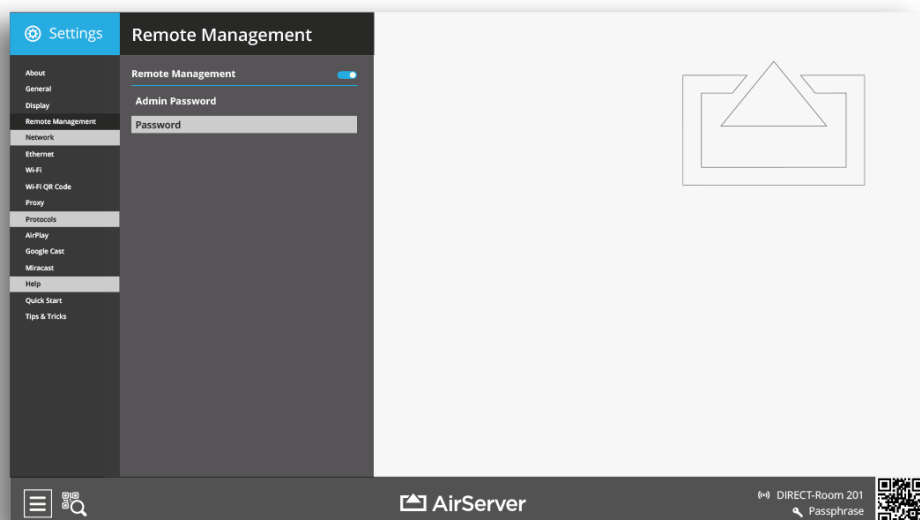 Settings
Remote Management
About
General
Display
Remote Management
Network
Ethernet
Wi-Fi
Wi-Fi QR Code
Proxy
Protocols
AirPlay
Google Cast
Miracast
Help
Quick Start
Tips & Tricks
Remote Management
Admin Password
Password
AirServer
DIRECT-Room 201
Passphrase